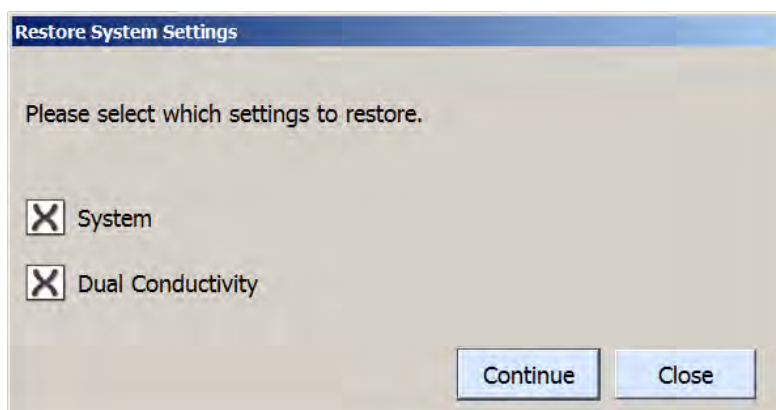 Restore System Settings
Please select which settings to restore.
System
Dual Conductivity
Continue Close